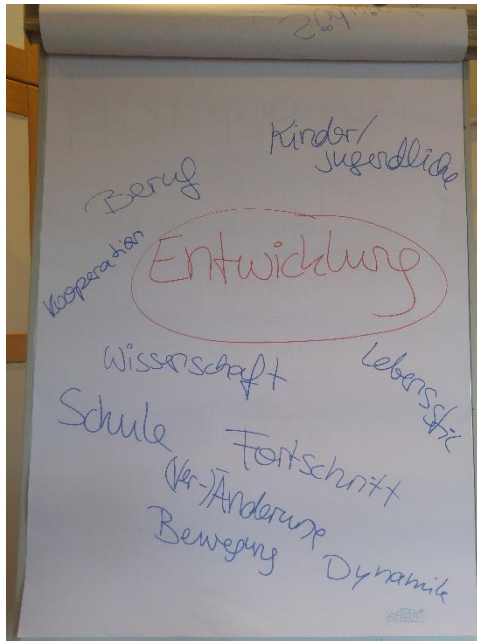 Kinder/
jugendliche
Beruf
Kooperation
Entwicklung
Wissenschaft
Lebensstil
Schule
Fortschritt
(Ver-)Änderung
Bewegung
Dynamik